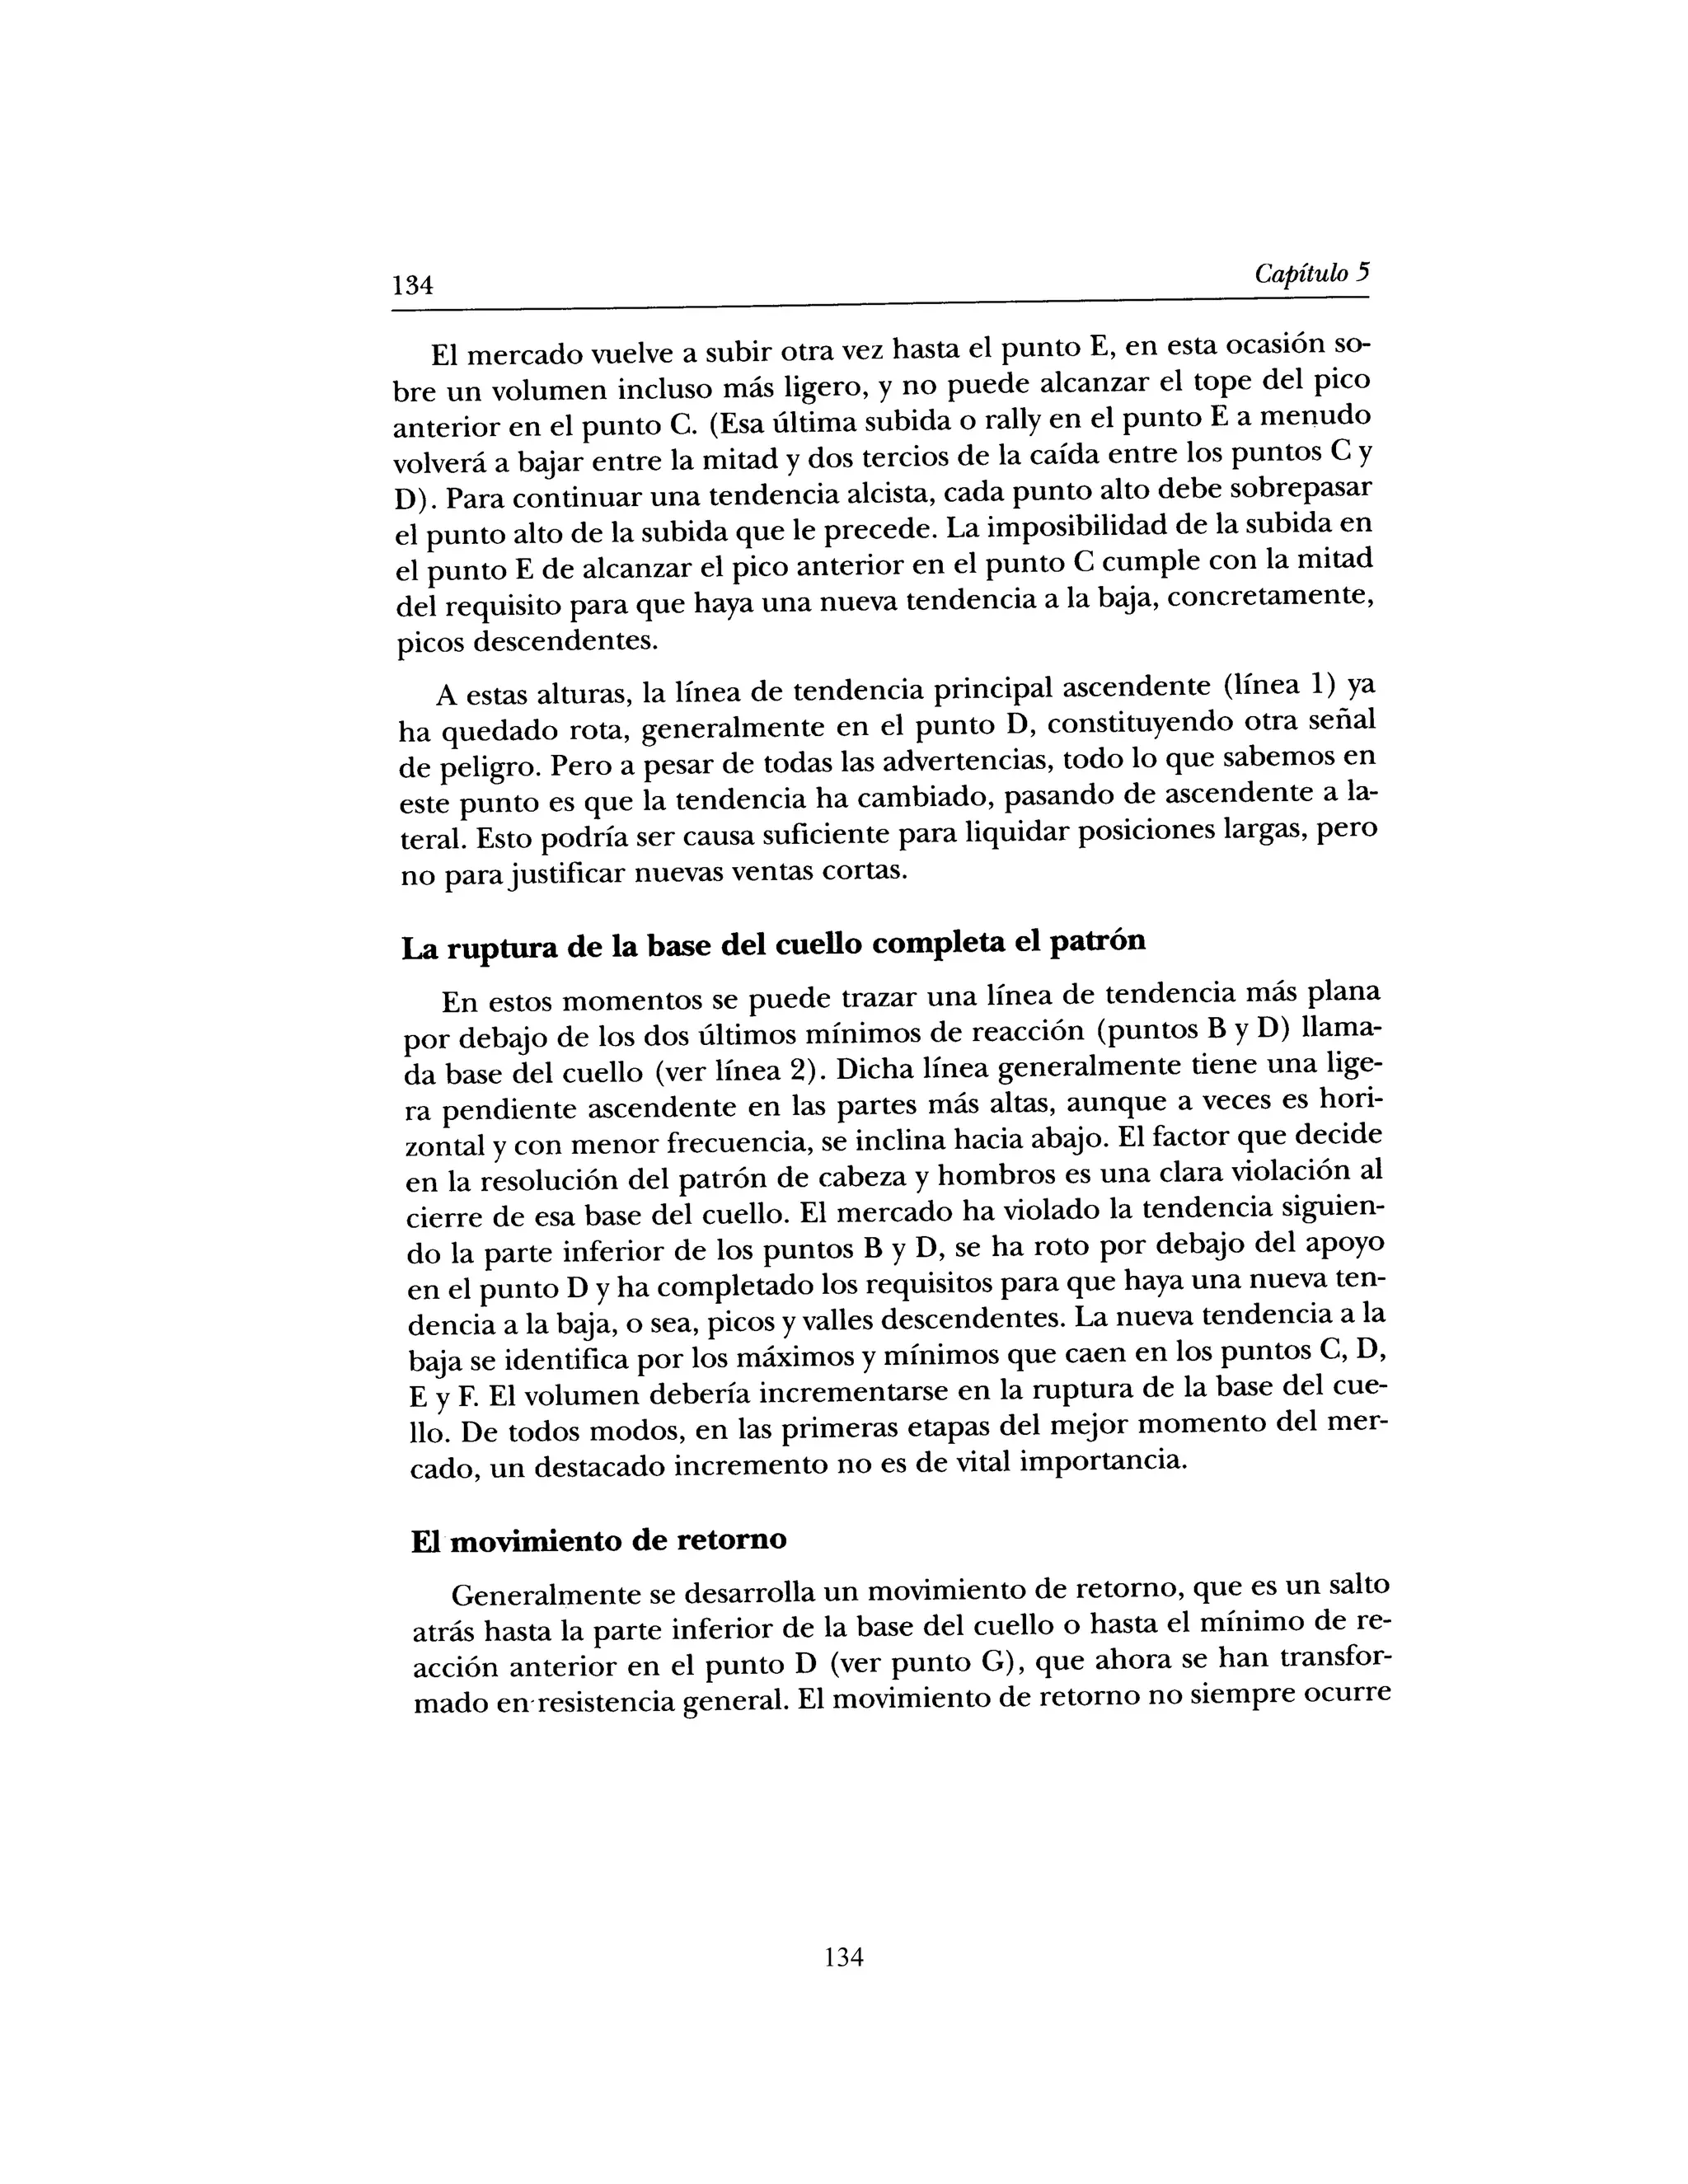 134 Capítulo 5
El mercado vuelve a subir otra vez hasta el punto E, en esta ocasión so-
bre un volumen incluso más ligero, y no puede alcanzar el tope del pico
anterior en el punto C. (Esa última subida o rally en el punto E a menudo
volverá a bajar entre la mitad y dos tercios de la caída entre los puntos C y
D). Para continuar una tendencia alcista, cada punto alto debe sobrepasar
el punto alto de la subida que le precede. La imposibilidad de la subida en
el punto E de alcanzar el pico anterior en el punto C cumple con la mitad
del requisito para que haya una nueva tendencia a la baja, concretamente,
picos descendentes.
A estas alturas, la línea de tendencia principal ascendente (línea 1) ya
ha quedado rota, generalmente en el punto D, constituyendo otra señal
de peligro. Pero a pesar de todas las advertencias, todo lo que sabemos en
este punto es que la tendencia ha cambiado, pasando de ascendente a la-
teral. Esto podría ser causa suficiente para liquidar posiciones largas, pero
no para justificar nuevas ventas cortas.
La ruptura de la base del cuello completa el patrón
En estos momentos se puede trazar una línea de tendencia más plana
por debajo de los dos últimos mínimos de reacción (puntos B y D) llama-
da base del cuello (ver línea 2). Dicha línea generalmente tiene una lige-
ra pendiente ascendente en las partes más altas, aunque a veces es hori-
zontal y con menor frecuencia, se inclina hacia abajo. El factor que decide
en la resolución del patrón de cabeza y hombros es una clara violación al
cierre de esa base del cuello. El mercado ha violado la tendencia siguien-
do la parte inferior de los puntos B y D, se ha roto por debajo del apoyo
en el punto D y ha completado los requisitos para que haya una nueva ten-
dencia a la baja, o sea, picos y valles descendentes. La nueva tendencia a la
baja se identifica por los máximos y mínimos que caen en los puntos C, D,
E y F. El volumen debería incrementarse en la ruptura de la base del cue-
llo. De todos modos, en las primeras etapas del mejor momento del mer-
cado, un destacado incremento no es de vital importancia.
El movimiento de retorno
Generalmente se desarrolla un movimiento de retorno, que es un salto
atrás hasta la parte inferior de la base del cuello o hasta el mínimo de re-
acción anterior en el punto D (ver punto G), que ahora se han transfor-
mado en resistencia general. El movimiento de retorno no siempre ocurre
134